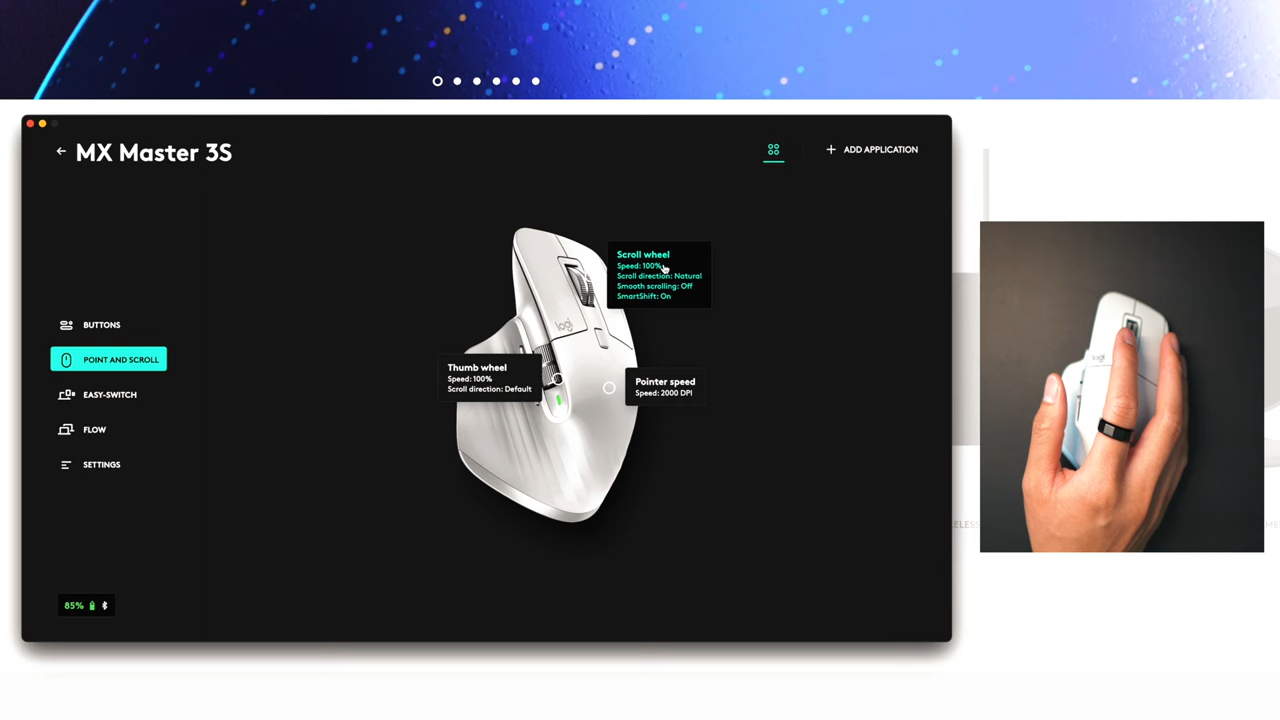 MX Master 3S
ADD APPLICATION
Scroll wheel
Speed: 100%
Scroll direction: Natural
Smooth scrolling: Off
SmartShift: On
logi
Thumb wheel
Speed: 100%
Scroll direction: Default
Pointer speed
Speed: 2000 DPI
BUTTONS
POINT AND SCROLL
EASY-SWITCH
FLOW
SETTINGS
85%
logi